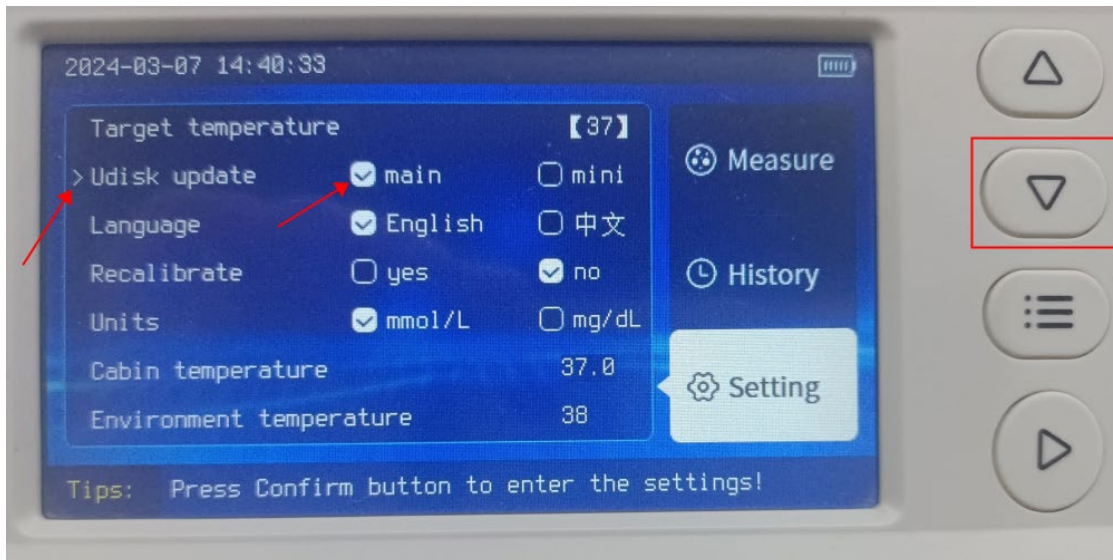 2024-03-07 14:40:33
Target temperature 【37】
>Udisk update main mini
Language English 中文
Recalibrate yes no
Units mmol/L mg/dL
Cabin temperature 37.0
Environment temperature 38
Measure
History
Setting
Tips: Press Confirm button to enter the settings!